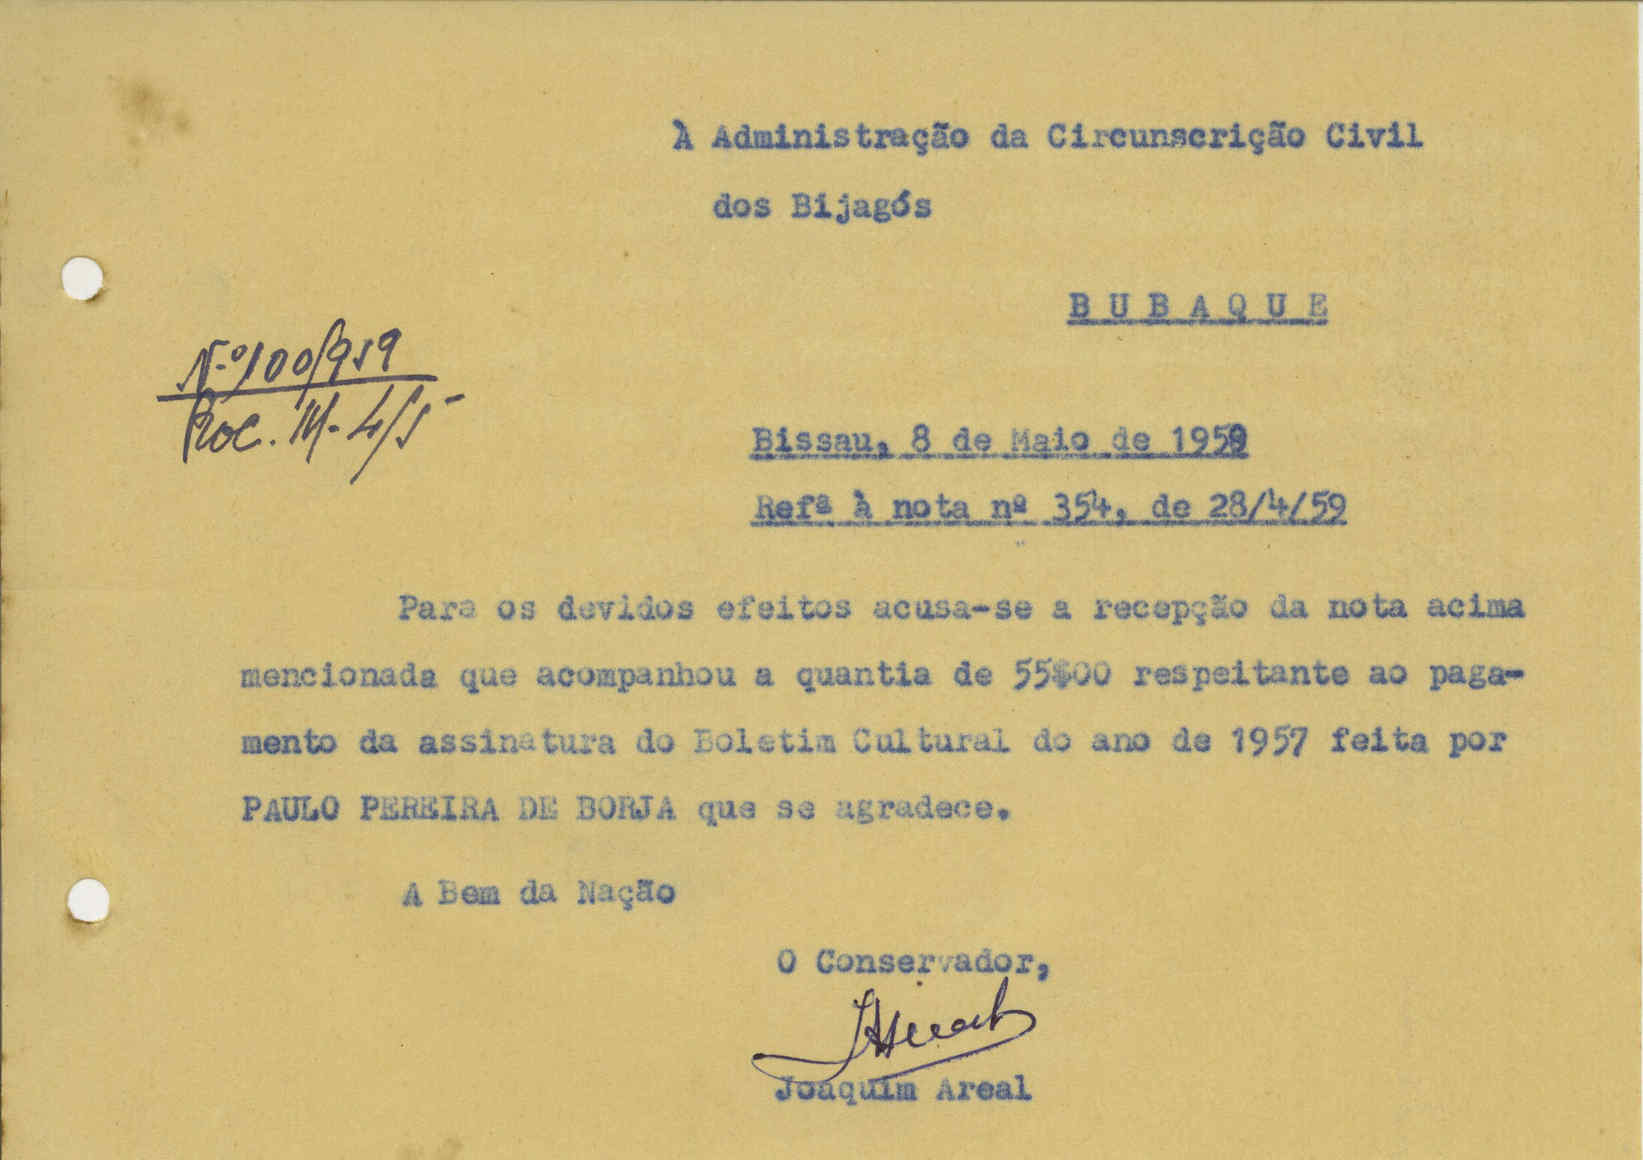 À Administração da Circunscrição Civil
dos Bijagós
B U B A Q U E
N.º 100/959
Proc. M-4/5-
Bissau, 8 de Maio de 1959
Refª à nota nº 354, de 28/4/59
Para os devidos efeitos acusa-se a recepção da nota acima
mencionada que acompanhou a quantia de 55$00 respeitante ao paga-
mento da assinatura do Boletim Cultural do ano de 1957 feita por
PAULO PEREIRA DE BORJA que se agradece.
A Bem da Nação
O Conservador,
Joaquim Areal